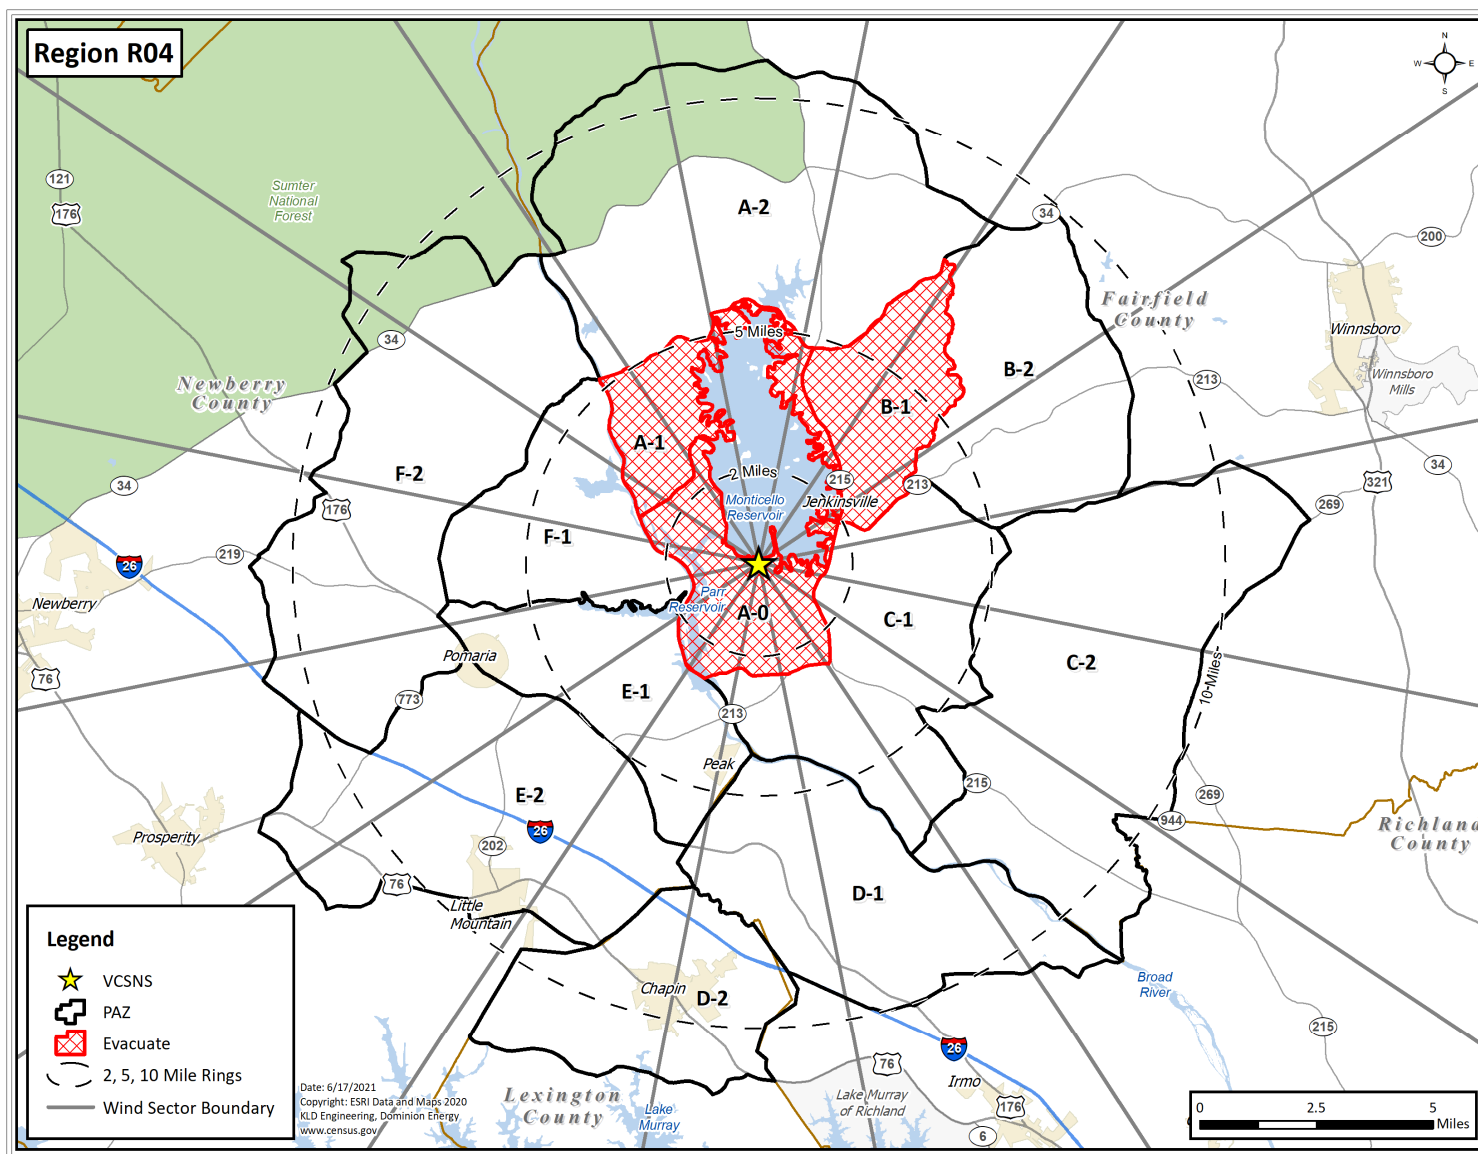 Region R04
N
W
E
S
121
176
Sumter
National
Forest
A-2
34
200
Fairfield
County
Winnsboro
Winnsboro
Mills
213
34
Newberry
County
5 Miles
B-2
B-1
A-1
F-2
34
176
2 Miles
215
213
Jenkinsville
Monticello
Reservoir
321
34
269
F-1
219
26
Newberry
Parr
Reservoir
A-0
C-1
C-2
Pomaria
76
773
E-1
213
10 Miles
Peak
215
269
944
E-2
26
Prosperity
202
Richland
County
76
Little
Mountain
D-1
Chapin
D-2
Broad
River
215
26
76
Irmo
176
6
Lake Murray
of Richland
Lexington
County
Lake
Murray
Legend
VCSNS
PAZ
Evacuate
2, 5, 10 Mile Rings
Wind Sector Boundary
Date: 6/17/2021
Copyright: ESRI Data and Maps 2020
KLD Engineering, Dominion Energy
www.census.gov
0 2.5 5
Miles